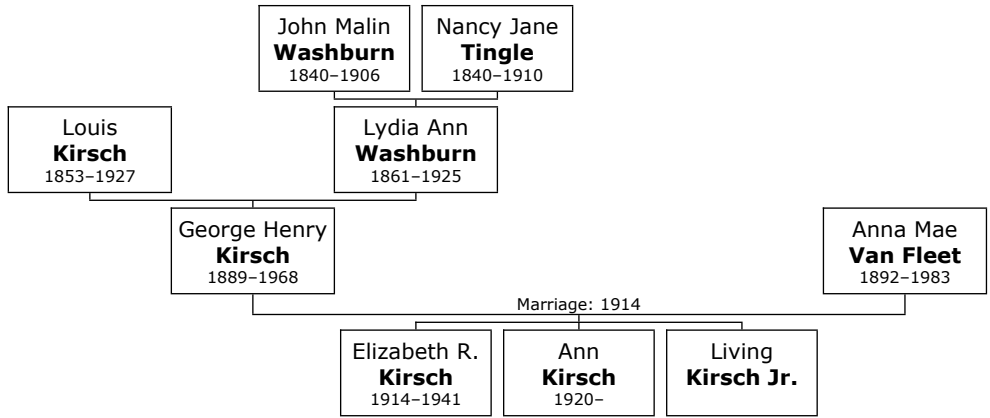 John Malin
Washburn
1840–1906
Nancy Jane
Tingle
1840–1910
Louis
Kirsch
1853–1927
Lydia Ann
Washburn
1861–1925
George Henry
Kirsch
1889–1968
Anna Mae
Van Fleet
1892–1983
Marriage: 1914
Elizabeth R.
Kirsch
1914–1941
Ann
Kirsch
1920–
Living
Kirsch Jr.